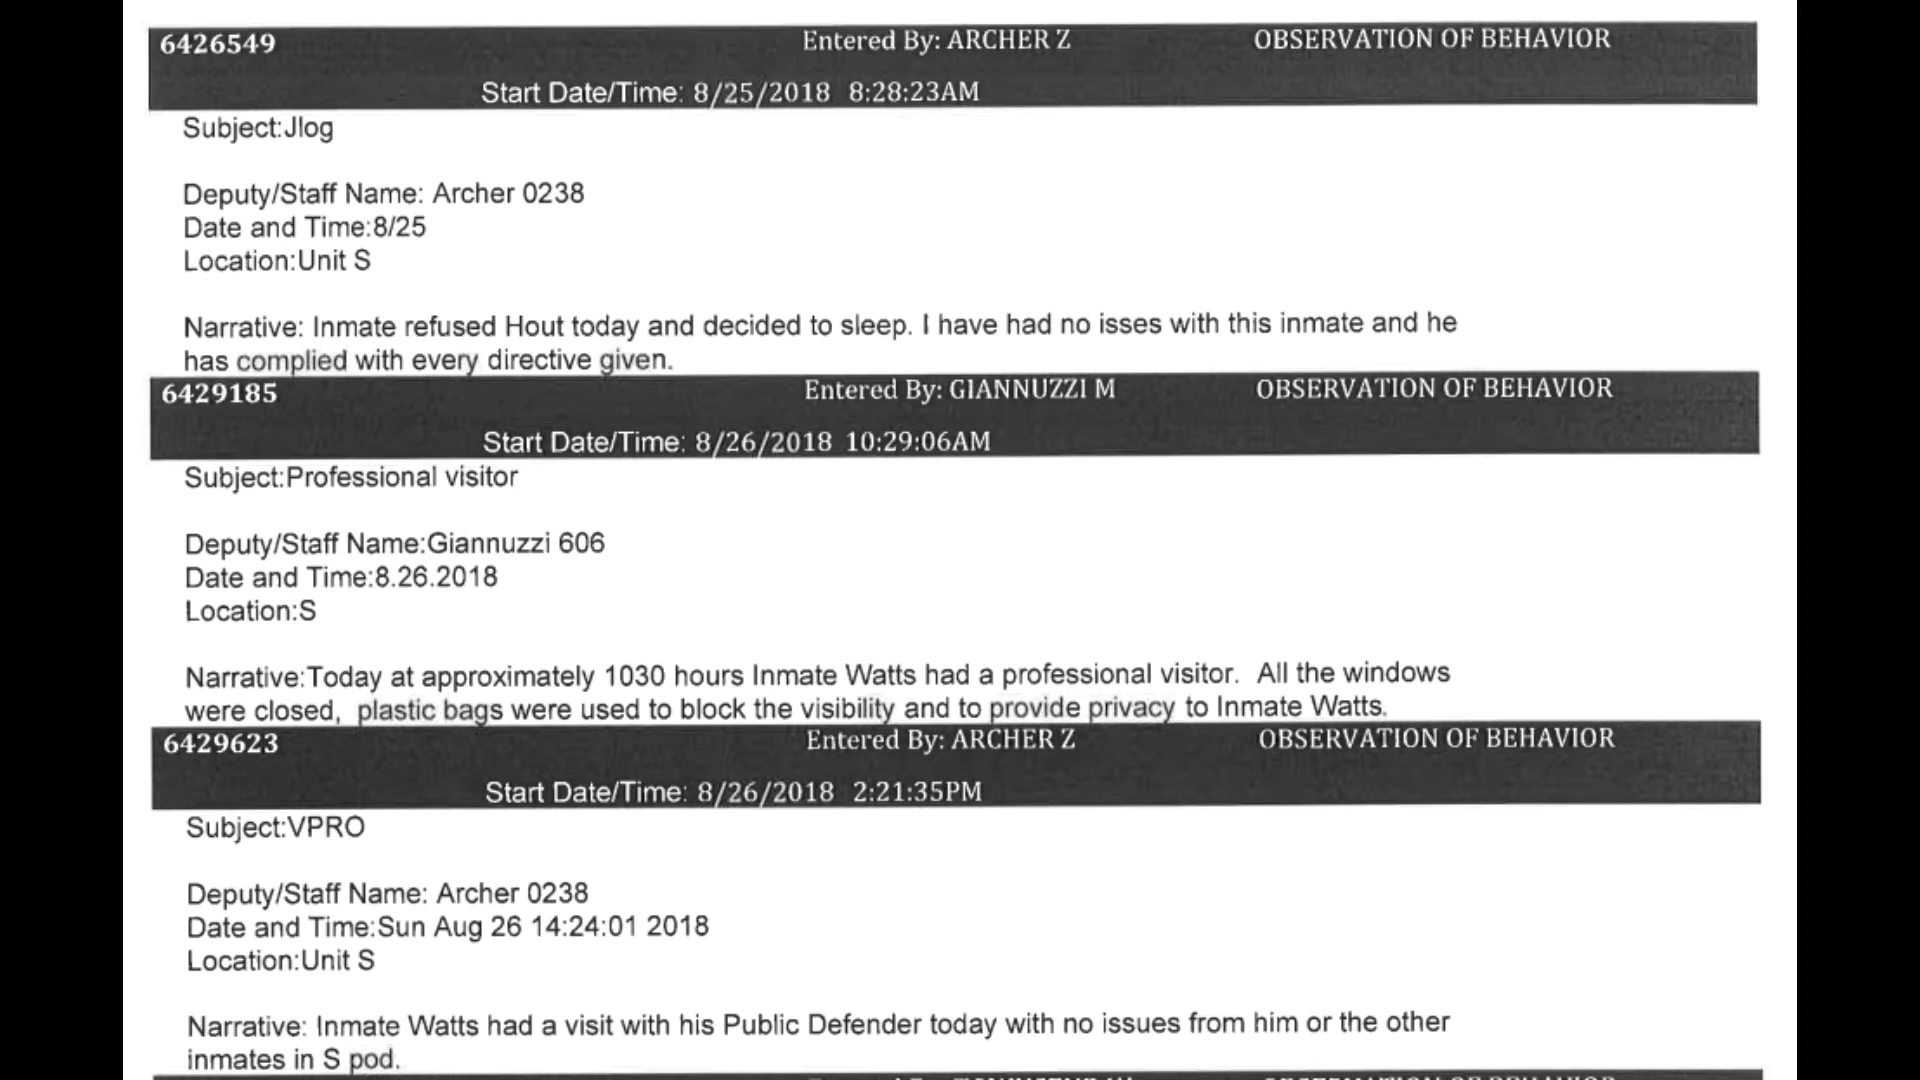 6426549 Entered By: ARCHER Z OBSERVATION OF BEHAVIOR
Start Date/Time: 8/25/2018 8:28:23AM
Subject:Jlog
Deputy/Staff Name: Archer 0238
Date and Time:8/25
Location:Unit S
Narrative: Inmate refused Hout today and decided to sleep. I have had no isses with this inmate and he
has complied with every directive given.
6429185 Entered By: GIANNUZZI M OBSERVATION OF BEHAVIOR
Start Date/Time: 8/26/2018 10:29:06AM
Subject:Professional visitor
Deputy/Staff Name:Giannuzzi 606
Date and Time:8.26.2018
Location:S
Narrative:Today at approximately 1030 hours Inmate Watts had a professional visitor. All the windows
were closed, plastic bags were used to block the visibility and to provide privacy to Inmate Watts.
6429623 Entered By: ARCHER Z OBSERVATION OF BEHAVIOR
Start Date/Time: 8/26/2018 2:21:35PM
Subject:VPRO
Deputy/Staff Name: Archer 0238
Date and Time:Sun Aug 26 14:24:01 2018
Location:Unit S
Narrative: Inmate Watts had a visit with his Public Defender today with no issues from him or the other
inmates in S pod.